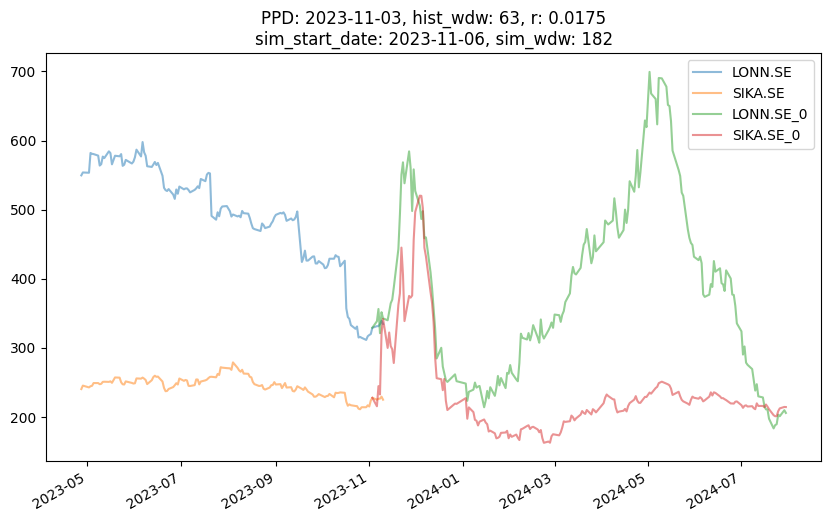 PPD: 2023-11-03, hist_wdw: 63, r: 0.0175
sim_start_date: 2023-11-06, sim_wdw: 182
LONN.SE
SIKA.SE
LONN.SE_0
SIKA.SE_0
700
600
500
400
300
200
2023-05
2023-07
2023-09
2023-11
2024-01
2024-03
2024-05
2024-07